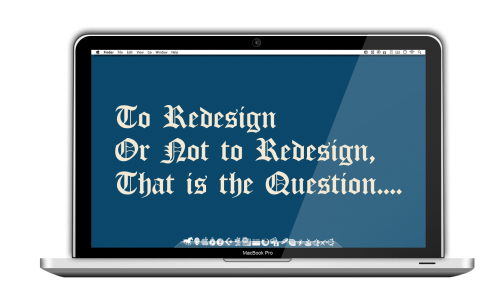 Finder File Edit View Go Window Help
To Redesign
Or Not to Redesign,
That is the Question....
MacBook Pro